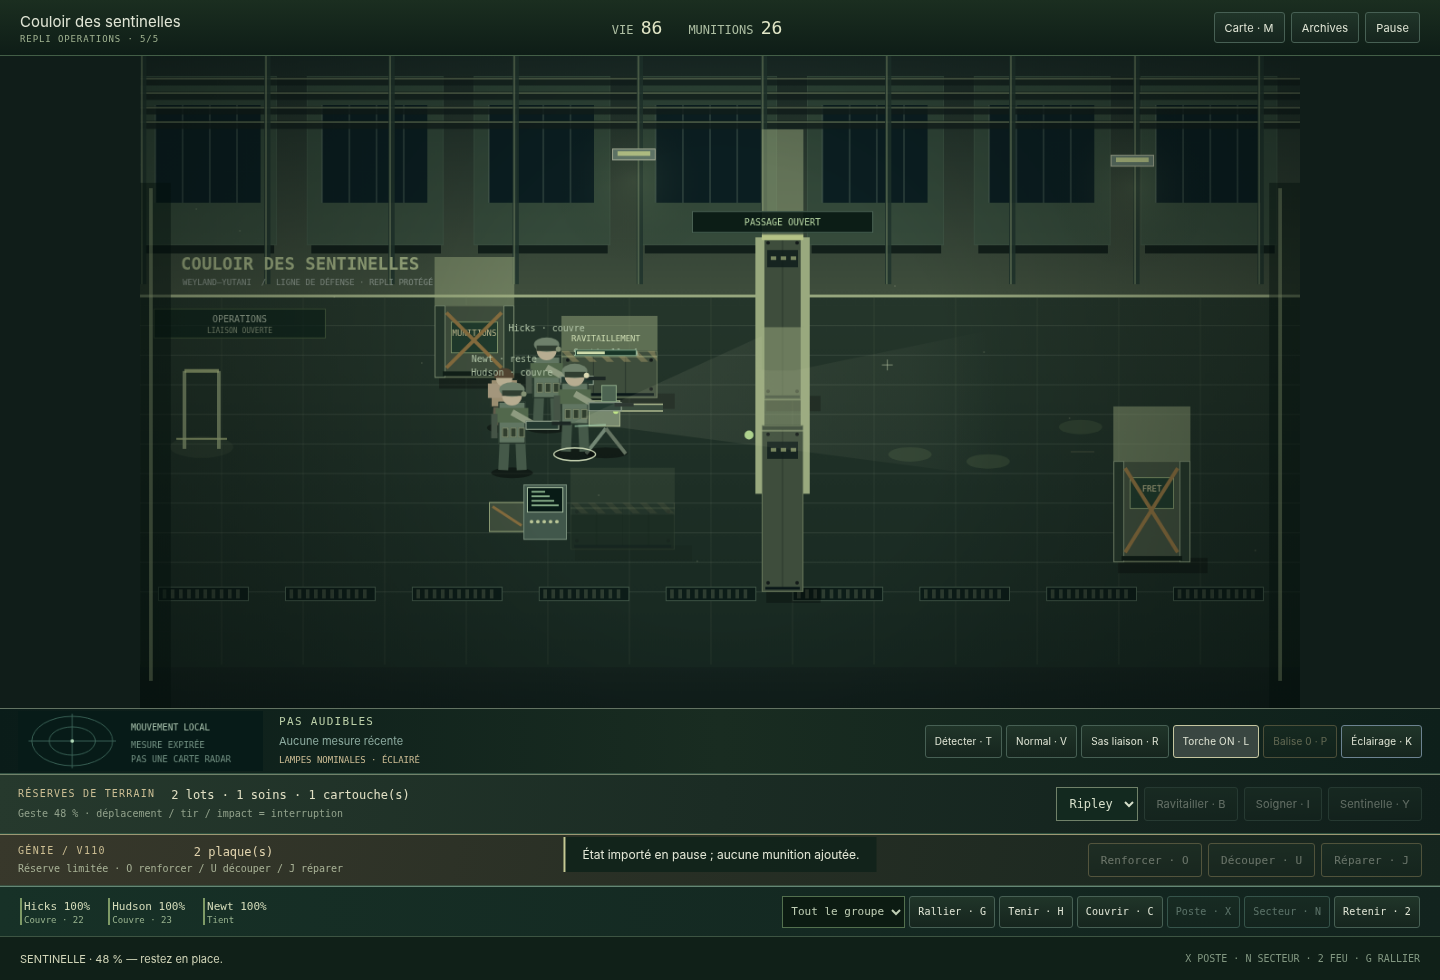 Couloir des sentinelles
REPLI OPERATIONS · 5/5
VIE 86 MUNITIONS 26
Carte · M
Archives
Pause
PASSAGE OUVERT
COULOIR DES SENTINELLES
WEYLAND-YUTANI / LIGNE DE DÉFENSE · REPLI PROTÉGÉ
OPERATIONS
LIAISON OUVERTE
MUNITIONS
Hicks · couvre
RAVITAILLEMENT
Newt · reste
Hudson · couvre
FRET
MOUVEMENT LOCAL
MESURE EXPIRÉE
PAS UNE CARTE RADAR
PAS AUDIBLES
Aucune mesure récente
LAMPES NOMINALES · ÉCLAIRÉ
Détecter · T
Normal · V
Sas liaison · R
Torche ON · L
Balise 0 · P
Éclairage · K
RÉSERVES DE TERRAIN 2 lots · 1 soins · 1 cartouche(s)
Geste 48 % · déplacement / tir / impact = interruption
Ripley
Ravitailler · B
Soigner · I
Sentinelle · Y
GÉNIE / V110 2 plaque(s)
Réserve limitée · O renforcer / U découper / J réparer
État importé en pause ; aucune munition ajoutée.
Renforcer · O
Découper · U
Réparer · J
Hicks 100%
Couvre · 22
Hudson 100%
Couvre · 23
Newt 100%
Tient
Tout le groupe
Rallier · G
Tenir · H
Couvrir · C
Poste · X
Secteur · N
Retenir · 2
SENTINELLE · 48 % — restez en place.
X POSTE · N SECTEUR · 2 FEU · G RALLIER